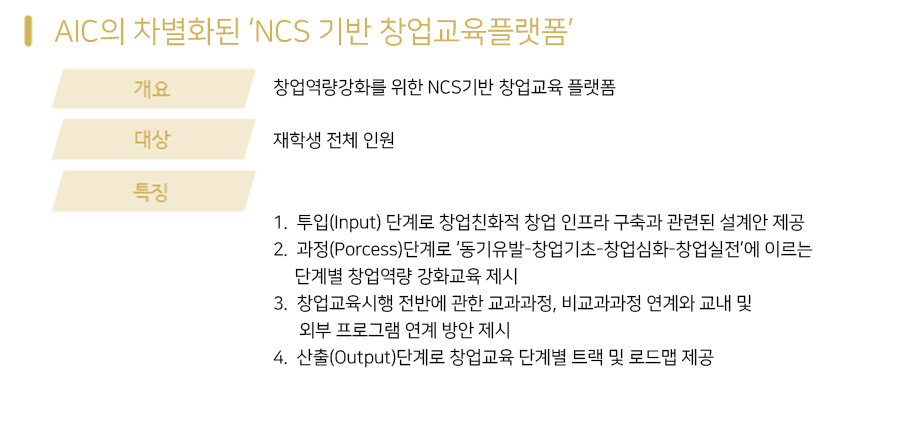 AIC의 차별화된 ‘NCS 기반 창업교육플랫폼’
개요
창업역량강화를 위한 NCS기반 창업교육 플랫폼
대상
재학생 전체 인원
특징
1. 투입(Input) 단계로 창업친화적 창업 인프라 구축과 관련된 설계안 제공
2. 과정(Porcess)단계로 ‘동기유발-창업기초-창업심화-창업실전’에 이르는
단계별 창업역량 강화교육 제시
3. 창업교육시행 전반에 관한 교과과정, 비교과과정 연계와 교내 및
외부 프로그램 연계 방안 제시
4. 산출(Output)단계로 창업교육 단계별 트랙 및 로드맵 제공